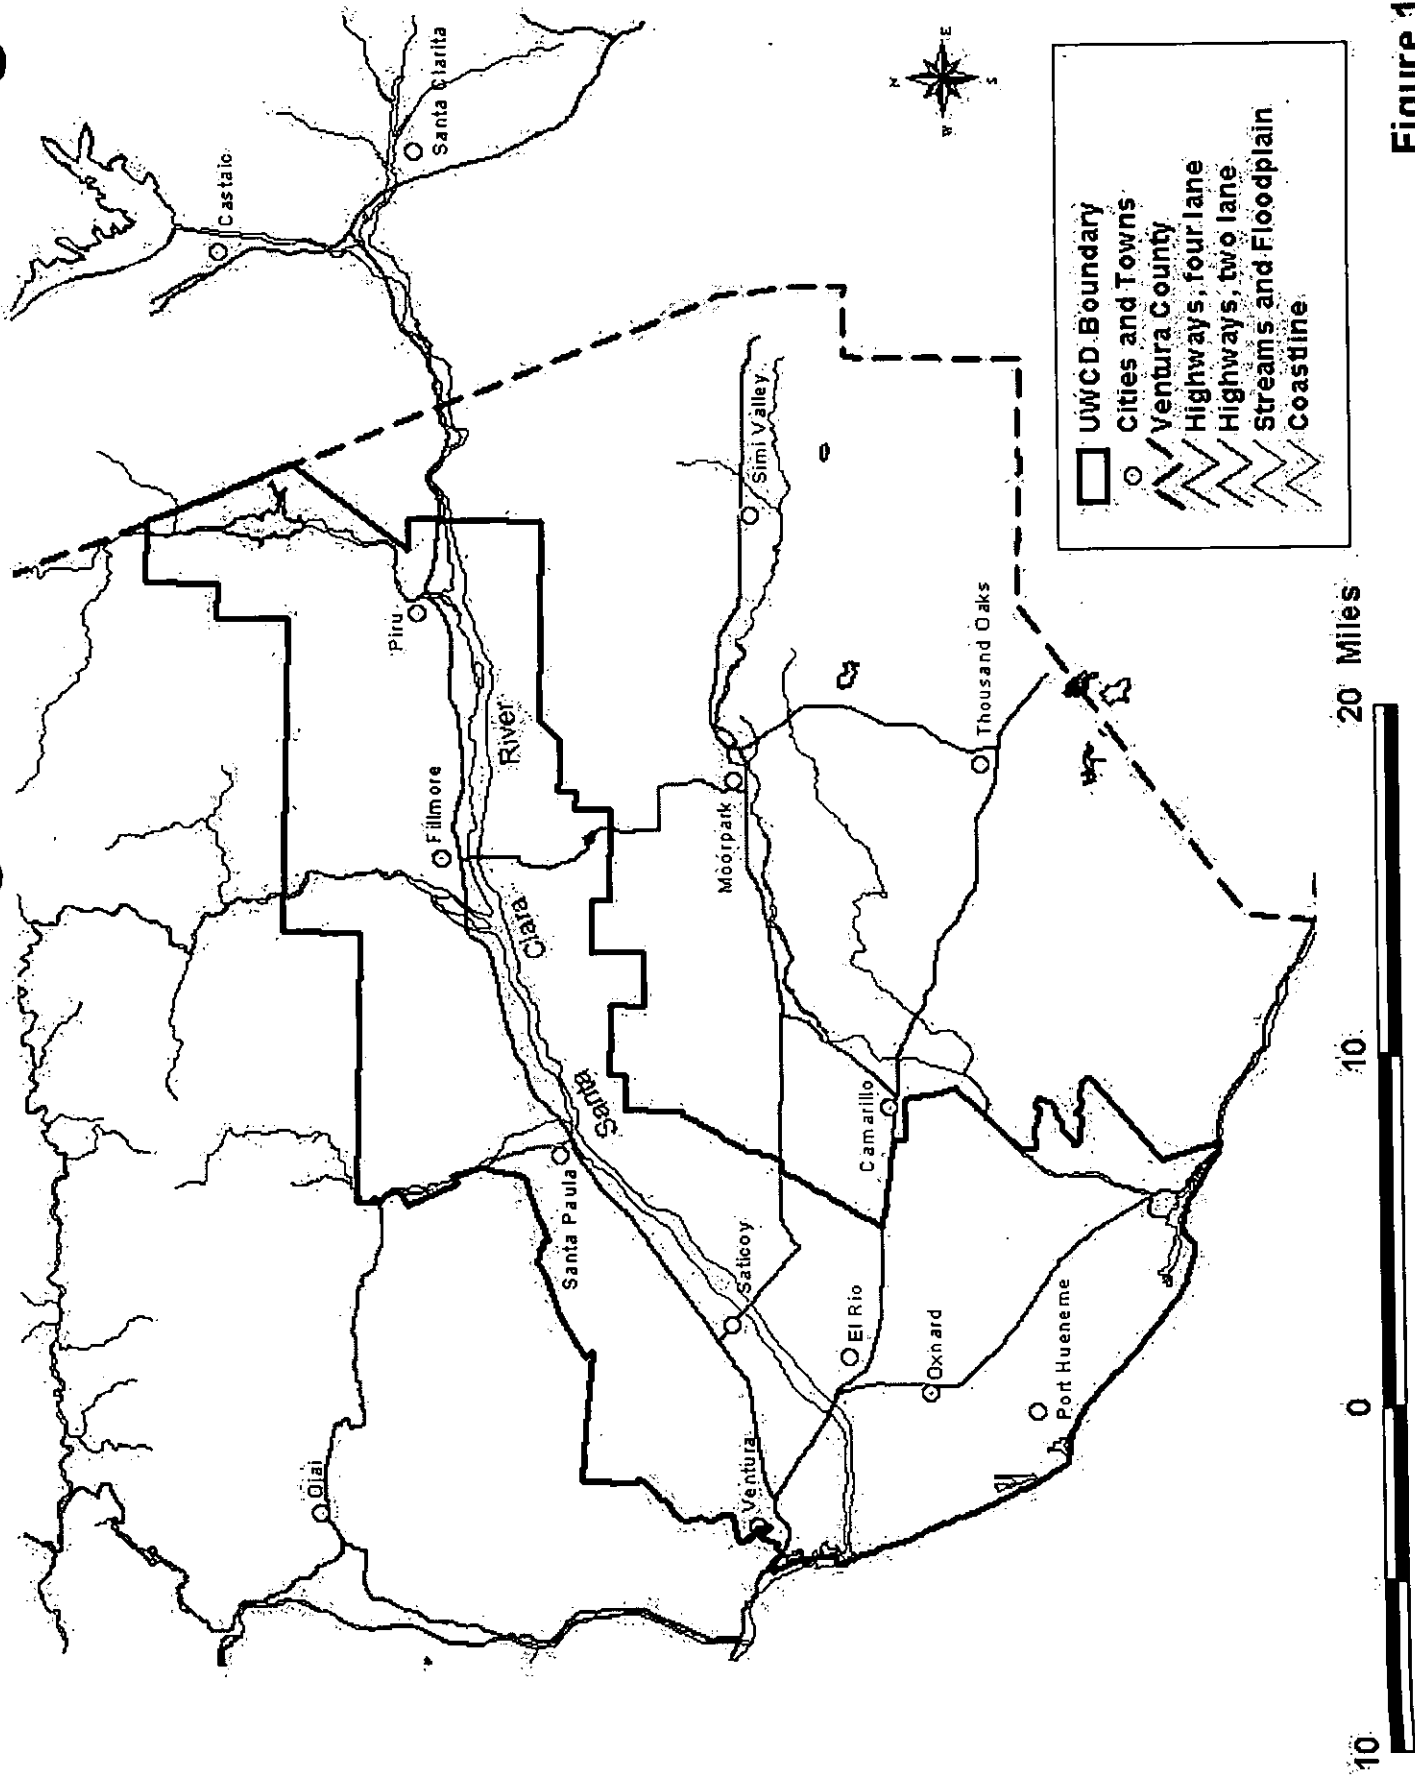 Castaic
Santa Clarita
N
W
E
S
Piru
Fillmore
River
Clara
Santa
Simi Valley
Moorpark
Thousand Oaks
Ojai
Santa Paula
Saticoy
Ventura
El Rio
Camarillo
Oxnard
Port Hueneme
UWCD Boundary
Cities and Towns
Ventura County
Highways, four lane
Highways, two lane
Streams and Floodplain
Coastline
10
0
10
20 Miles
Figure 1